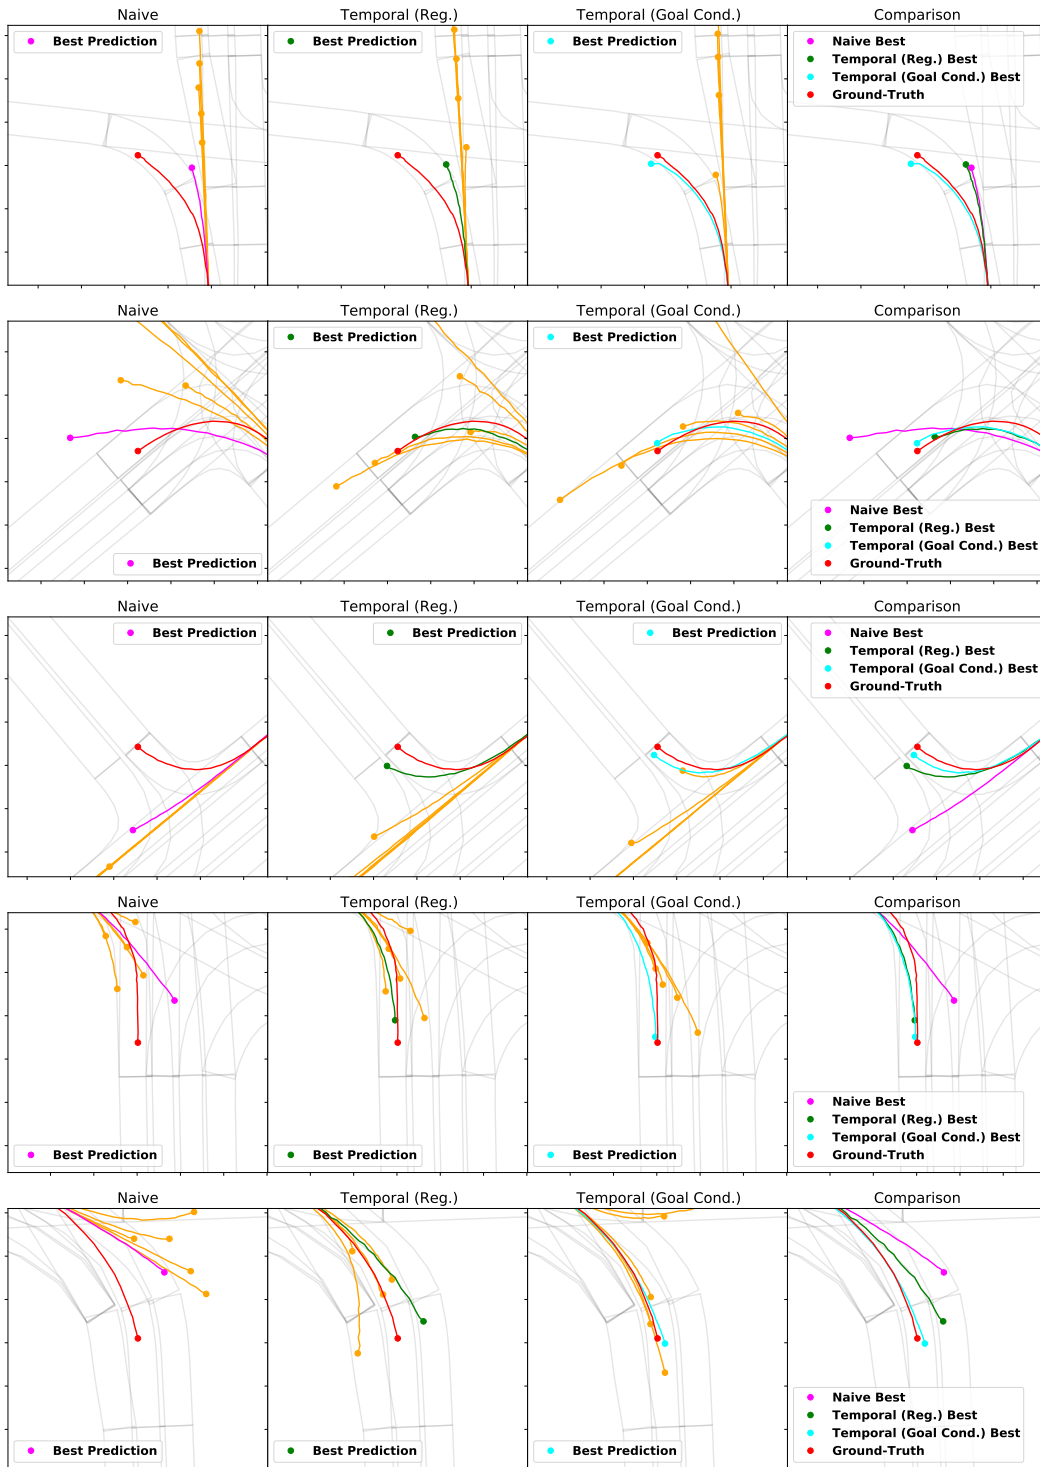 Naive
Temporal (Reg.)
Temporal (Goal Cond.)
Comparison
Best Prediction
Best Prediction
Best Prediction
Naive Best
Temporal (Reg.) Best
Temporal (Goal Cond.) Best
Ground-Truth
Naive
Temporal (Reg.)
Temporal (Goal Cond.)
Comparison
Best Prediction
Best Prediction
Best Prediction
Naive Best
Temporal (Reg.) Best
Temporal (Goal Cond.) Best
Ground-Truth
Naive
Temporal (Reg.)
Temporal (Goal Cond.)
Comparison
Best Prediction
Best Prediction
Best Prediction
Naive Best
Temporal (Reg.) Best
Temporal (Goal Cond.) Best
Ground-Truth
Naive
Temporal (Reg.)
Temporal (Goal Cond.)
Comparison
Best Prediction
Best Prediction
Best Prediction
Naive Best
Temporal (Reg.) Best
Temporal (Goal Cond.) Best
Ground-Truth
Naive
Temporal (Reg.)
Temporal (Goal Cond.)
Comparison
Best Prediction
Best Prediction
Best Prediction
Naive Best
Temporal (Reg.) Best
Temporal (Goal Cond.) Best
Ground-Truth